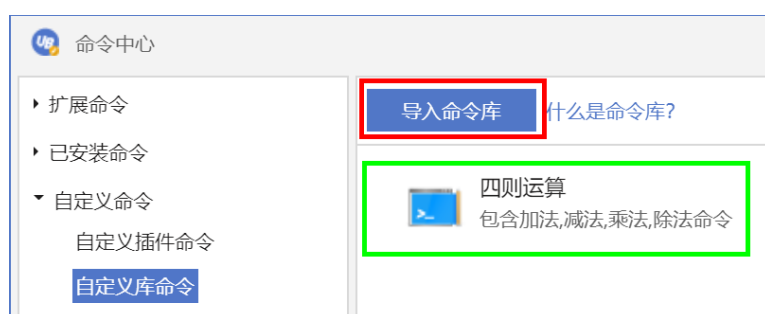 UB 命令中心
扩展命令
已安装命令
自定义命令
自定义插件命令
自定义库命令
导入命令库 什么是命令库?
四则运算
包含加法,减法,乘法,除法命令